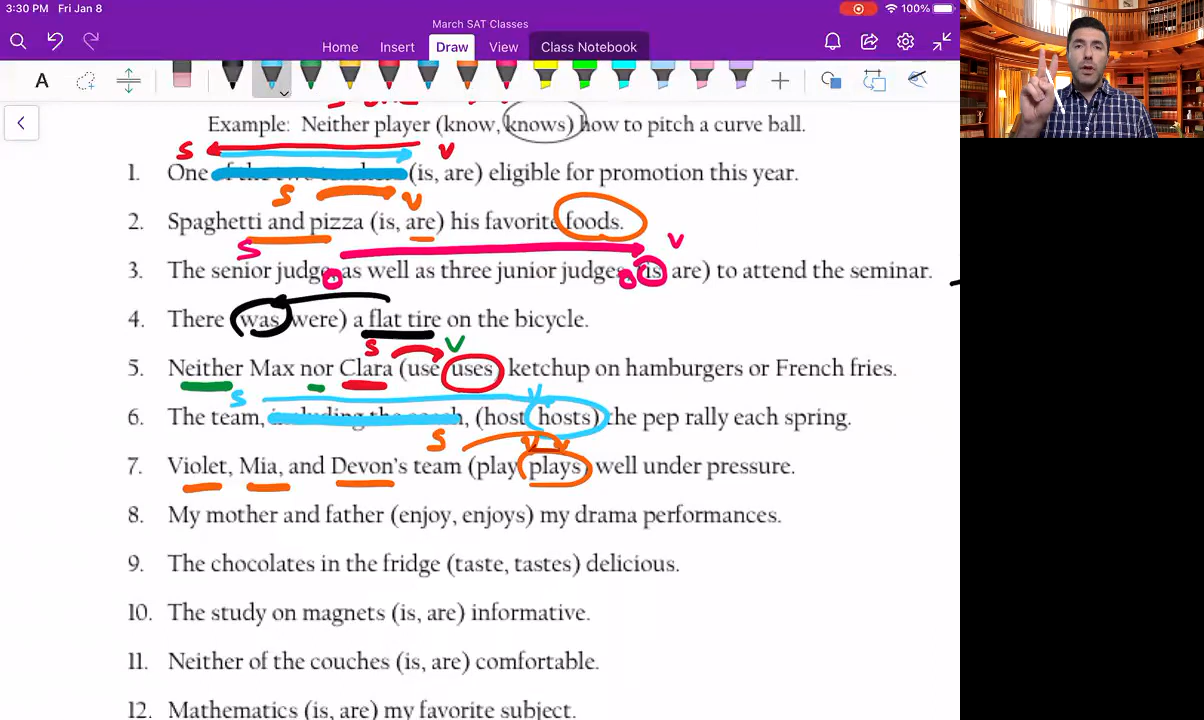 3:30 PM Fri Jan 8
100%
March SAT Classes
Home Insert Draw View Class Notebook
A
Example: Neither player (know, knows) how to pitch a curve ball.
S V
1. One (is, are) eligible for promotion this year.
S V
2. Spaghetti and pizza (is, are) his favorite foods.
S V
3. The senior judge, as well as three junior judges, (is, are) to attend the seminar.
4. There (was, were) a flat tire on the bicycle.
S V
5. Neither Max nor Clara (use, uses) ketchup on hamburgers or French fries.
S V
6. The team, including the coach, (host, hosts) the pep rally each spring.
S V V
7. Violet, Mia, and Devon's team (play, plays) well under pressure.
8. My mother and father (enjoy, enjoys) my drama performances.
9. The chocolates in the fridge (taste, tastes) delicious.
10. The study on magnets (is, are) informative.
11. Neither of the couches (is, are) comfortable.
12. Mathematics (is, are) my favorite subject.